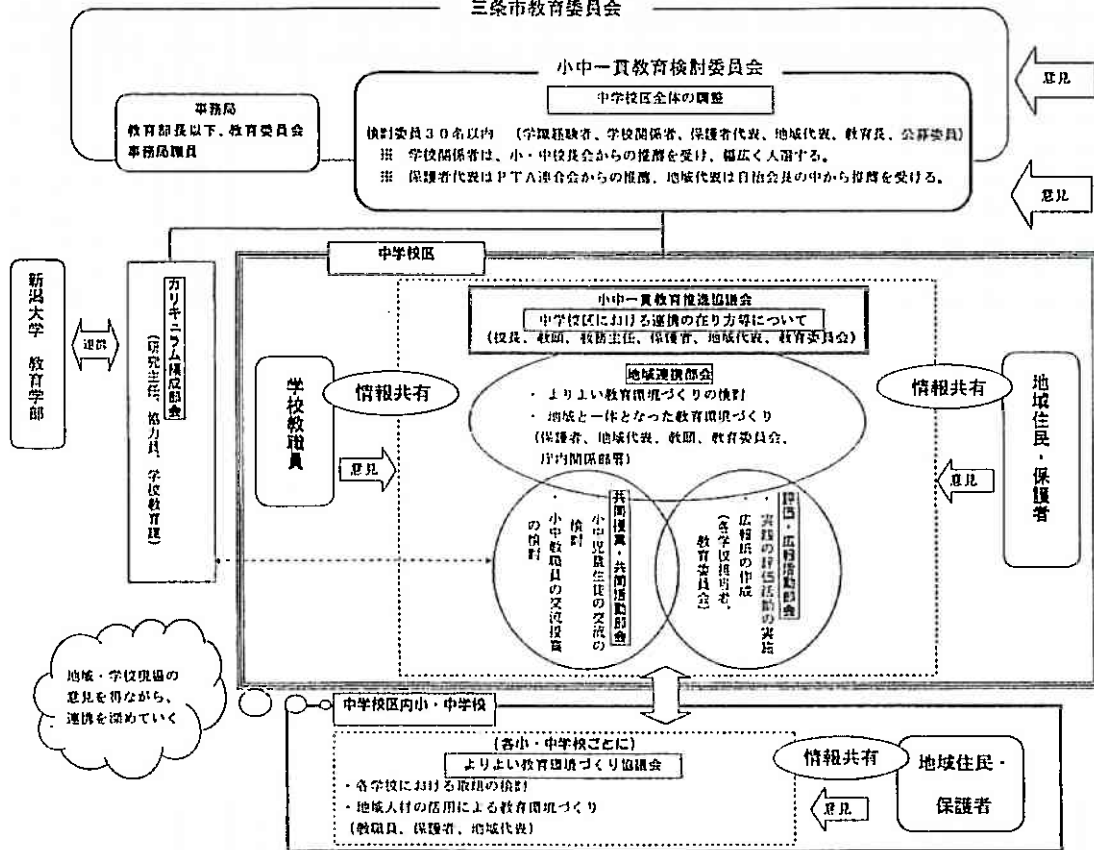 三条市教育委員会
意見
小中一貫教育検討委員会
中学校区全体の調整
事務局
教育部長以下、教育委員会
事務局職員
検討委員30名以内 (学識経験者、学校関係者、保護者代表、地域代表、教育長、公募委員)
※ 学校関係者は、小・中校長会からの推薦を受け、幅広く人選する。
※ 保護者代表はPTA連合会からの推薦、地域代表は自治会長の中から推薦を受ける。
意見
新潟大学 教育学部
連携
カリキュラム構成部会
(研究主任、協力員、学校教育課)
中学校区
小中一貫教育推進協議会
中学校区における連携の在り方等について
(校長、教頭、教務主任、保護者、地域代表、教育委員会)
学校教職員
情報共有
意見
地域連携部会
・ よりよい教育環境づくりの検討
・ 地域と一体となった教育環境づくり
(保護者、地域代表、教頭、教育委員会、
庁内関係部署)
情報共有
意見
地域住民・保護者
共同授業・共同活動部会
・小中児童生徒の交流の
検討
・小中教職員の交流授業
の検討
評価・広報活動部会
・実践の評価活動の実施
・広報紙の作成
(各学校担当者、
教育委員会)
地域・学校現場の
意見を得ながら、
連携を深めていく
中学校区内小・中学校
(各小・中学校ごとに)
よりよい教育環境づくり協議会
・各学校における取組の検討
・地域人材の活用による教育環境づくり
(教職員、保護者、地域代表)
情報共有
意見
地域住民・
保護者